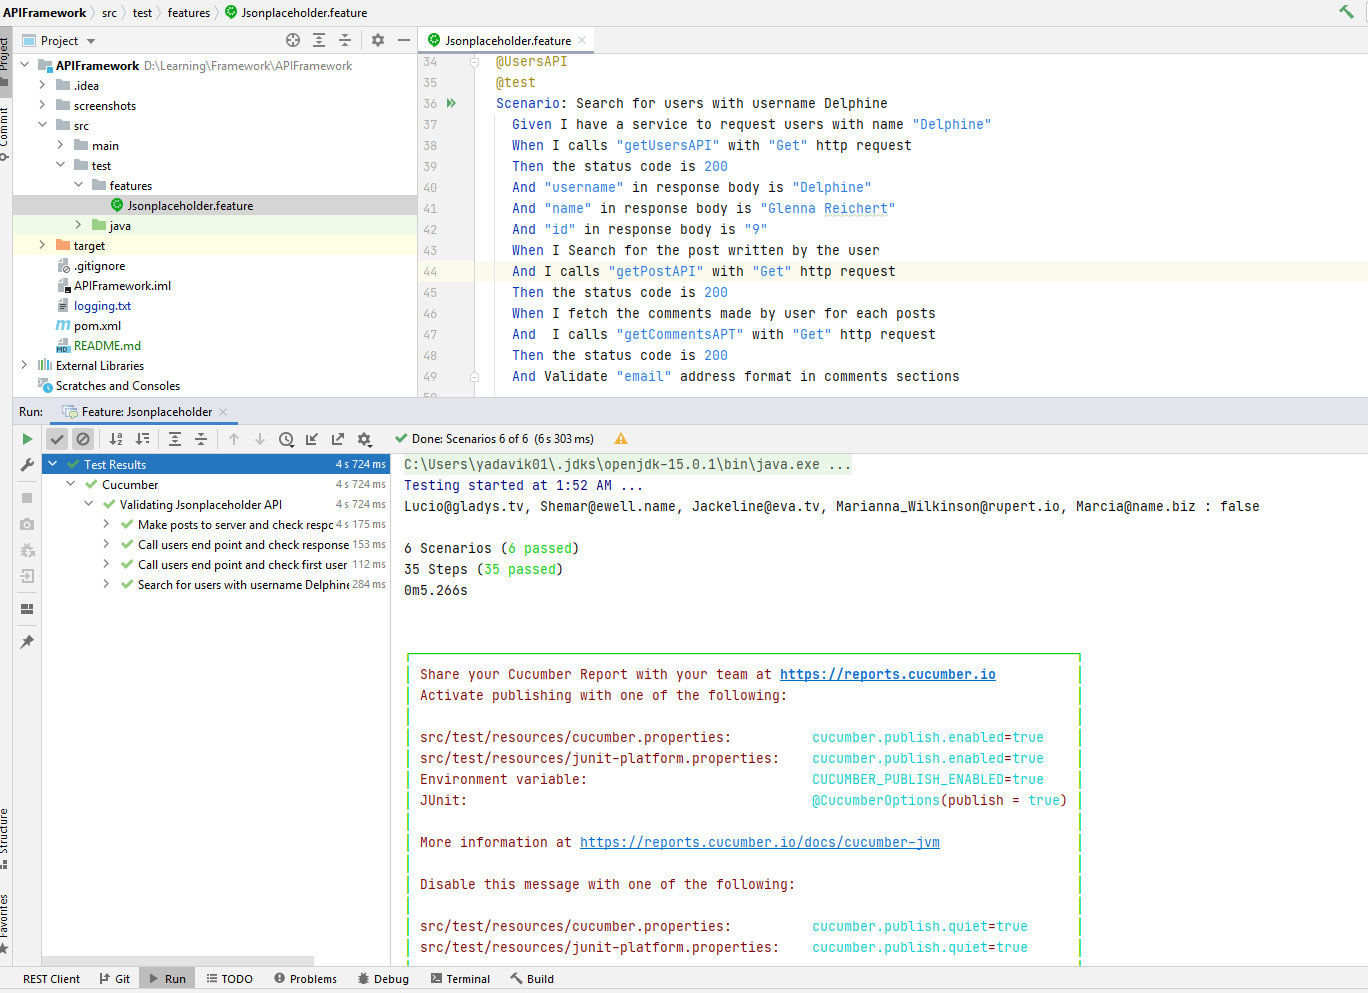 APIFramework src test features Jsonplaceholder.feature
Project
Jsonplaceholder.feature
APIFramework D:\Learning\Framework\APIFramework
.idea
screenshots
src
main
test
features
Jsonplaceholder.feature
java
target
.gitignore
APIFramework.iml
logging.txt
pom.xml
README.md
External Libraries
Scratches and Consoles
Project
Commit
34 @UsersAPI
35 @test
36 Scenario: Search for users with username Delphine
37 Given I have a service to request users with name "Delphine"
38 When I calls "getUsersAPI" with "Get" http request
39 Then the status code is 200
40 And "username" in response body is "Delphine"
41 And "name" in response body is "Glenna Reichert"
42 And "id" in response body is "9"
43 When I Search for the post written by the user
44 And I calls "getPostAPI" with "Get" http request
45 Then the status code is 200
46 When I fetch the comments made by user for each posts
47 And  I calls "getCommentsAPT" with "Get" http request
48 Then the status code is 200
49 And Validate "email" address format in comments sections
50
Run: Feature: Jsonplaceholder
Done: Scenarios 6 of 6 (6 s 303 ms)
Test Results 4 s 724 ms
Cucumber 4 s 724 ms
Validating Jsonplaceholder API 4 s 724 ms
Make posts to server and check respc 4 s 175 ms
Call users end point and check response 153 ms
Call users end point and check first user 112 ms
Search for users with username Delphine 284 ms
C:\Users\yadavik01\.jdks\openjdk-15.0.1\bin\java.exe ...
Testing started at 1:52 AM ...
Lucio@gladys.tv, Shemar@ewell.name, Jackeline@eva.tv, Marianna_Wilkinson@rupert.io, Marcia@name.biz : false
6 Scenarios (6 passed)
35 Steps (35 passed)
0m5.266s
Share your Cucumber Report with your team at https://reports.cucumber.io
Activate publishing with one of the following:
src/test/resources/cucumber.properties: cucumber.publish.enabled=true
src/test/resources/junit-platform.properties: cucumber.publish.enabled=true
Environment variable: CUCUMBER_PUBLISH_ENABLED=true
JUnit: @CucumberOptions(publish = true)
More information at https://reports.cucumber.io/docs/cucumber-jvm
Disable this message with one of the following:
src/test/resources/cucumber.properties: cucumber.publish.quiet=true
src/test/resources/junit-platform.properties: cucumber.publish.quiet=true
Structure
Favorites
REST Client Git Run TODO Problems Debug Terminal Build